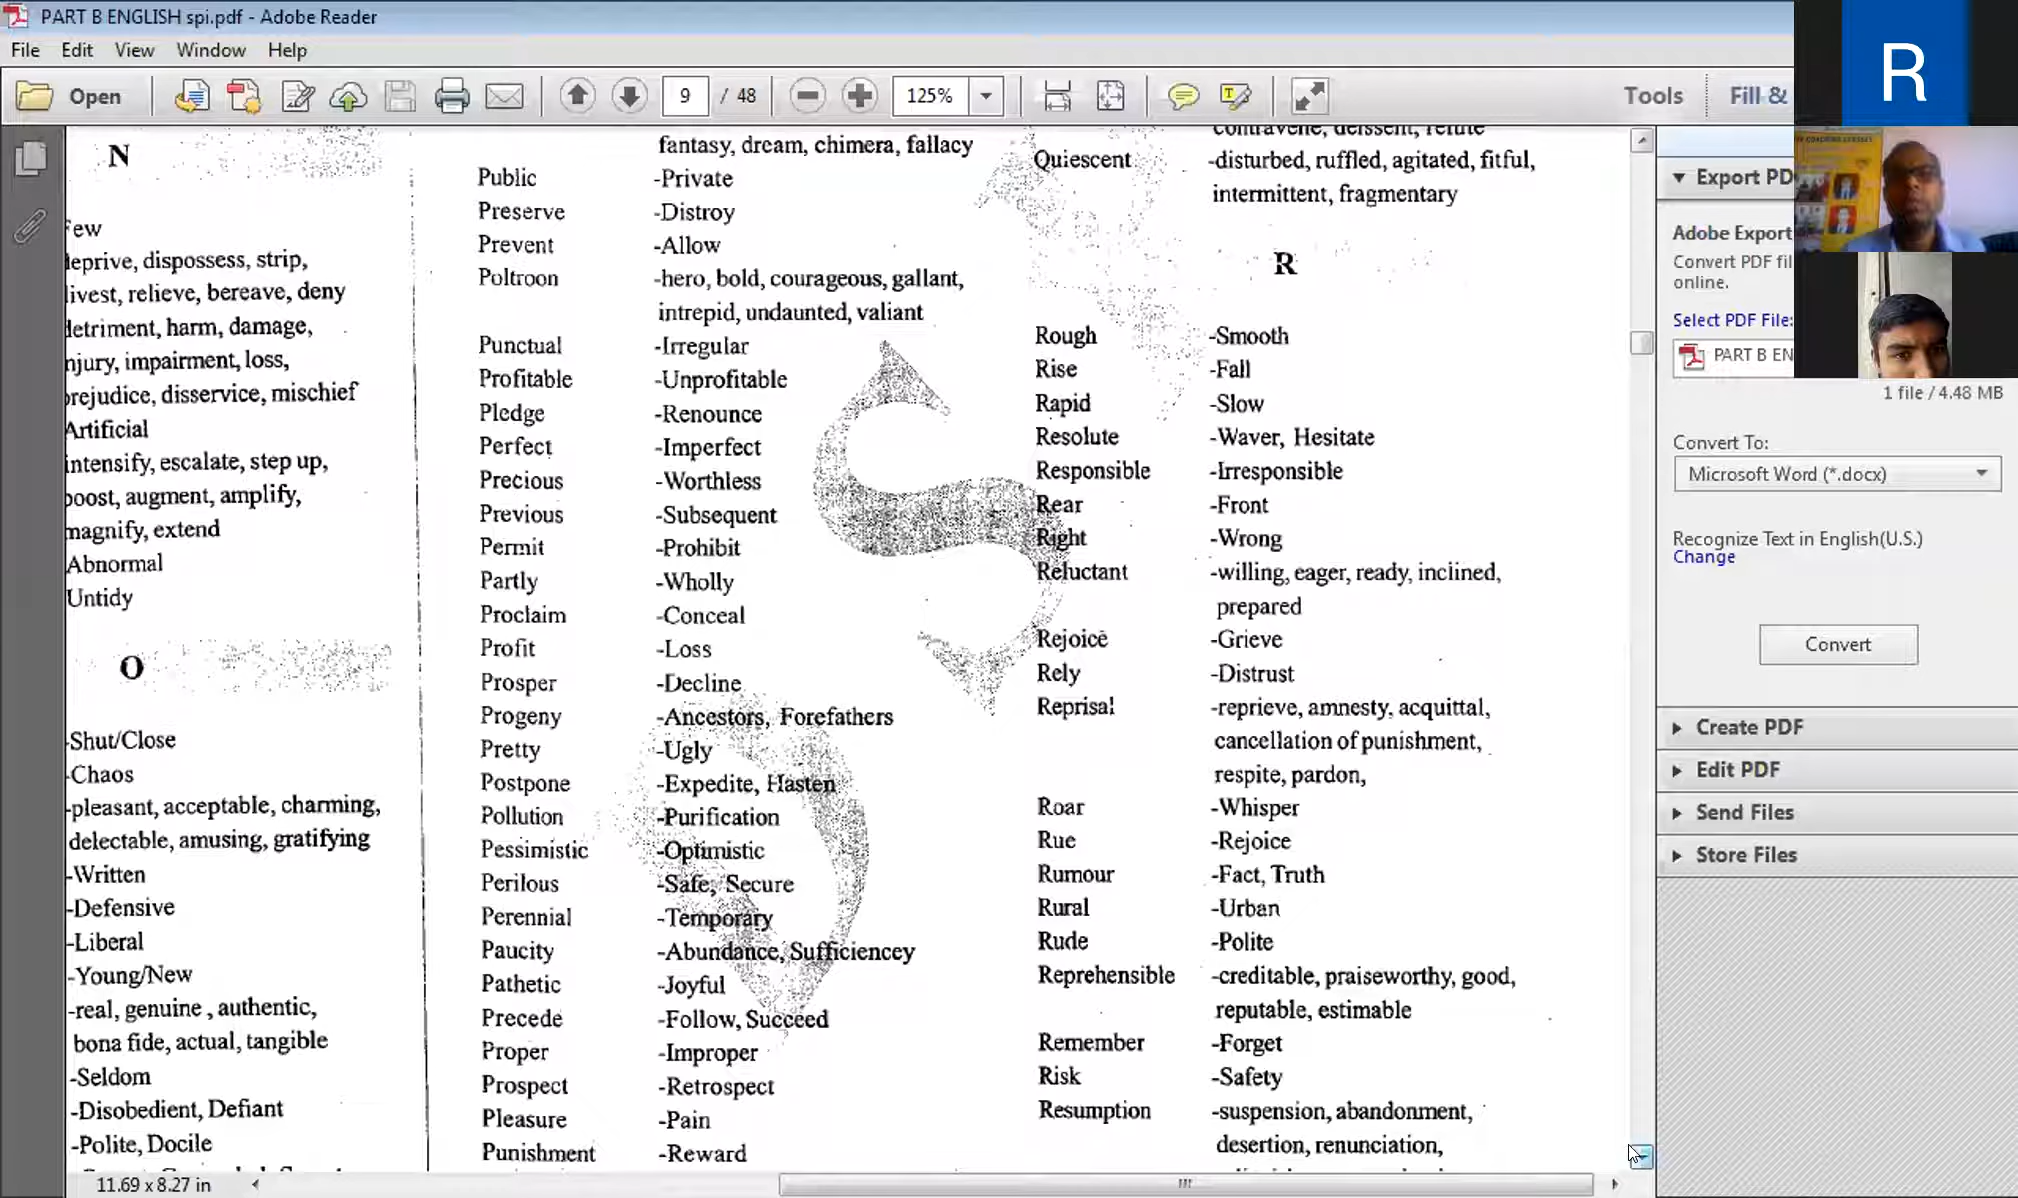 PART B ENGLISH spi.pdf - Adobe Reader
File Edit View Window Help
Open 9 / 48 125% Tools Fill &
R
N
Few
deprive, dispossess, strip,
livest, relieve, bereave, deny
detriment, harm, damage,
njury, impairment, loss,
prejudice, disservice, mischief
Artificial
intensify, escalate, step up,
boost, augment, amplify,
magnify, extend
Abnormal
Untidy
O
-Shut/Close
-Chaos
-pleasant, acceptable, charming,
delectable, amusing, gratifying
-Written
-Defensive
-Liberal
-Young/New
-real, genuine , authentic,
bona fide, actual, tangible
-Seldom
-Disobedient, Defiant
-Polite, Docile
fantasy, dream, chimera, fallacy
Public -Private
Preserve -Distroy
Prevent -Allow
Poltroon -hero, bold, courageous, gallant,
intrepid, undaunted, valiant
Punctual -Irregular
Profitable -Unprofitable
Pledge -Renounce
Perfect -Imperfect
Precious -Worthless
Previous -Subsequent
Permit -Prohibit
Partly -Wholly
Proclaim -Conceal
Profit -Loss
Prosper -Decline
Progeny -Ancestors, Forefathers
Pretty -Ugly
Postpone -Expedite, Hasten
Pollution -Purification
Pessimistic -Optimistic
Perilous -Safe, Secure
Perennial -Temporary
Paucity -Abundance, Sufficiencey
Pathetic -Joyful
Precede -Follow, Succeed
Proper -Improper
Prospect -Retrospect
Pleasure -Pain
Punishment -Reward
contravene, deissent, refute
Quiescent -disturbed, ruffled, agitated, fitful,
intermittent, fragmentary
R
Rough -Smooth
Rise -Fall
Rapid -Slow
Resolute -Waver, Hesitate
Responsible -Irresponsible
Rear -Front
Right -Wrong
Reluctant -willing, eager, ready, inclined,
prepared
Rejoice -Grieve
Rely -Distrust
Reprisal -reprieve, amnesty, acquittal,
cancellation of punishment,
respite, pardon,
Roar -Whisper
Rue -Rejoice
Rumour -Fact, Truth
Rural -Urban
Rude -Polite
Reprehensible -creditable, praiseworthy, good,
reputable, estimable
Remember -Forget
Risk -Safety
Resumption -suspension, abandonment,
desertion, renunciation,
Export PD
Adobe Export
Convert PDF fil
online.
Select PDF File:
PART B EN
1 file / 4.48 MB
Convert To:
Microsoft Word (*.docx)
Recognize Text in English(U.S.)
Change
Convert
Create PDF
Edit PDF
Send Files
Store Files
11.69 x 8.27 in